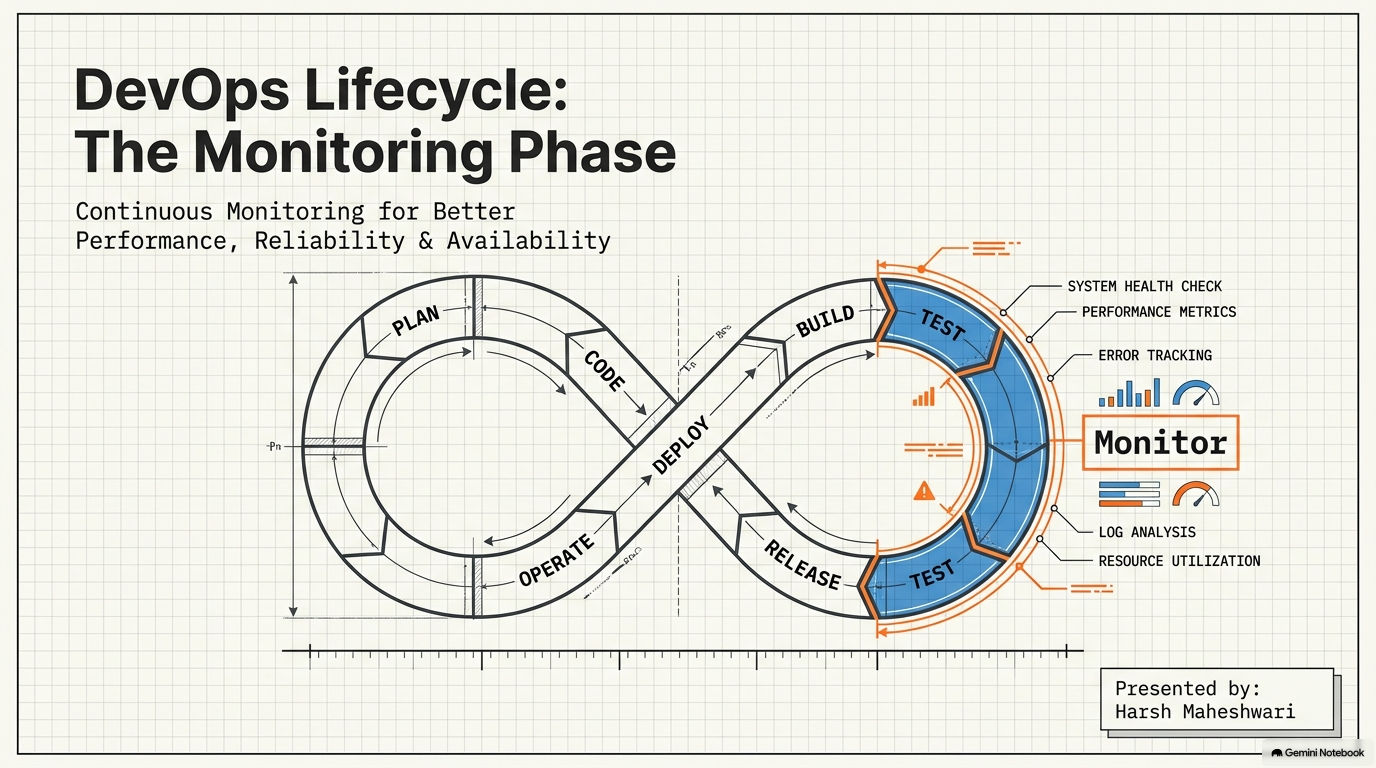 DevOps Lifecycle:
The Monitoring Phase
Continuous Monitoring for Better
Performance, Reliability & Availability
PLAN
CODE
DEPLOY
OPERATE
BUILD
TEST
RELEASE
TEST
SYSTEM HEALTH CHECK
PERFORMANCE METRICS
ERROR TRACKING
Monitor
LOG ANALYSIS
RESOURCE UTILIZATION
Presented by:
Harsh Maheshwari
Gemini Notebook